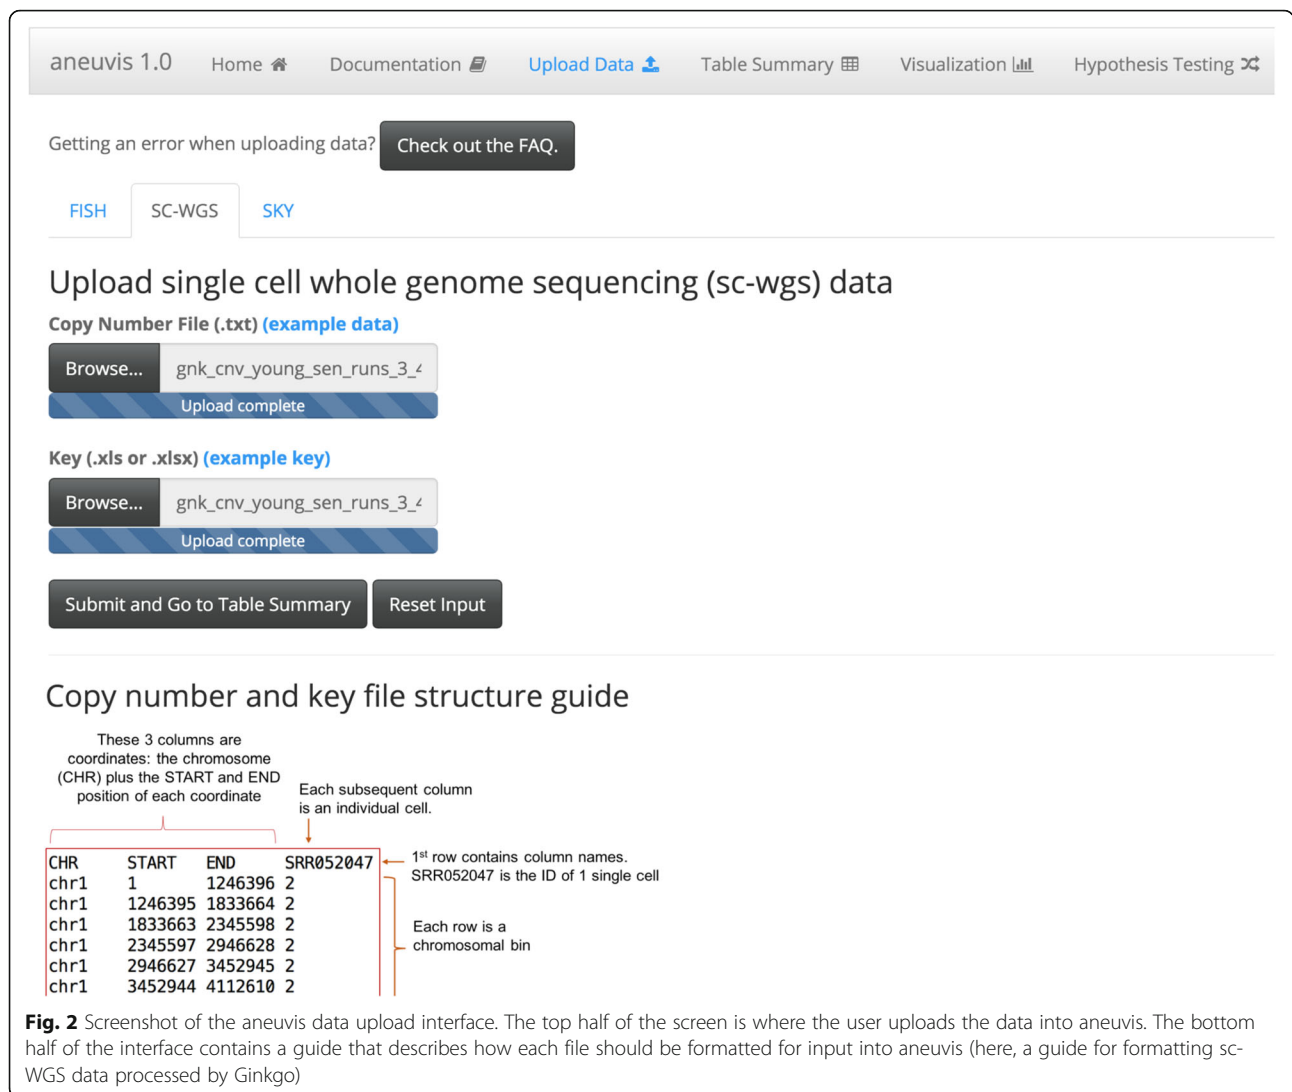 aneuvis 1.0 Home Documentation Upload Data Table Summary Visualization Hypothesis Testing
Getting an error when uploading data? Check out the FAQ.
FISH SC-WGS SKY
Upload single cell whole genome sequencing (sc-wgs) data
Copy Number File (.txt) (example data)
Browse... gnk_cnv_young_sen_runs_3_4
Upload complete
Key (.xls or .xlsx) (example key)
Browse... gnk_cnv_young_sen_runs_3_4
Upload complete
Submit and Go to Table Summary Reset Input
Copy number and key file structure guide
These 3 columns are
coordinates: the chromosome
(CHR) plus the START and END
position of each coordinate
Each subsequent column
is an individual cell.
CHR START END SRR052047
chr1 1 1246396 2
chr1 1246395 1833664 2
chr1 1833663 2345598 2
chr1 2345597 2946628 2
chr1 2946627 3452945 2
chr1 3452944 4112610 2
1st row contains column names.
SRR052047 is the ID of 1 single cell
Each row is a
chromosomal bin
Fig. 2 Screenshot of the aneuvis data upload interface. The top half of the screen is where the user uploads the data into aneuvis. The bottom
half of the interface contains a guide that describes how each file should be formatted for input into aneuvis (here, a guide for formatting sc-
WGS data processed by Ginkgo)